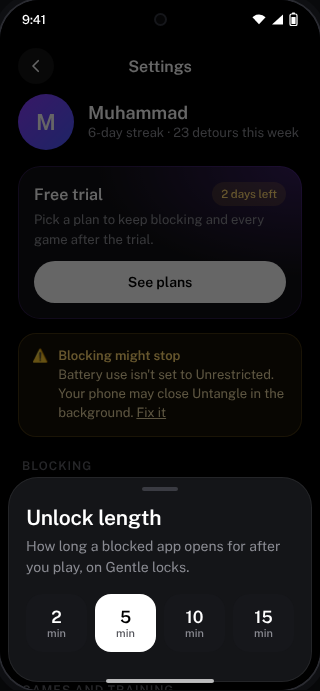 9:41
Settings
M
Muhammad
6-day streak · 23 detours this week
Free trial
2 days left
Pick a plan to keep blocking and every
game after the trial.
See plans
Blocking might stop
Battery use isn't set to Unrestricted.
Your phone may close Untangle in the
background. Fix it
BLOCKING
Unlock length
How long a blocked app opens for after
you play, on Gentle locks.
2 5 10 15
min min min min
GAMES AND TRAINING